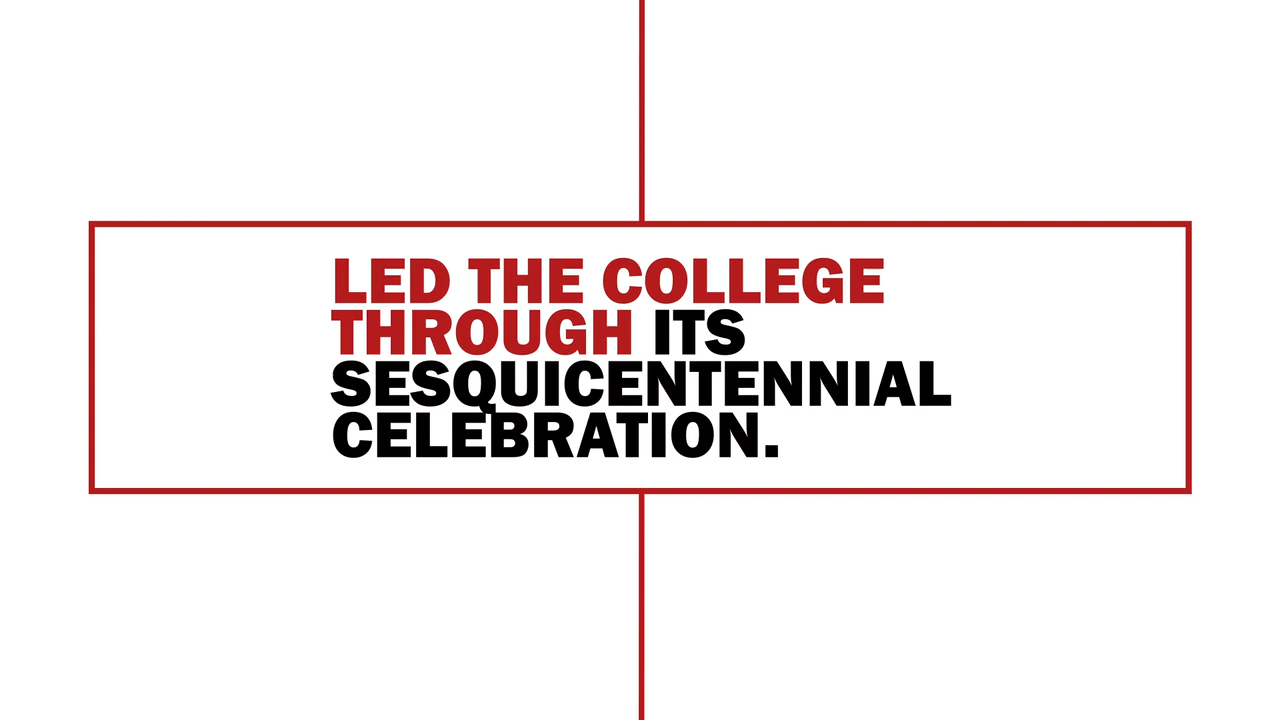 LED THE COLLEGE
THROUGH ITS
SESQUICENTENNIAL
CELEBRATION.